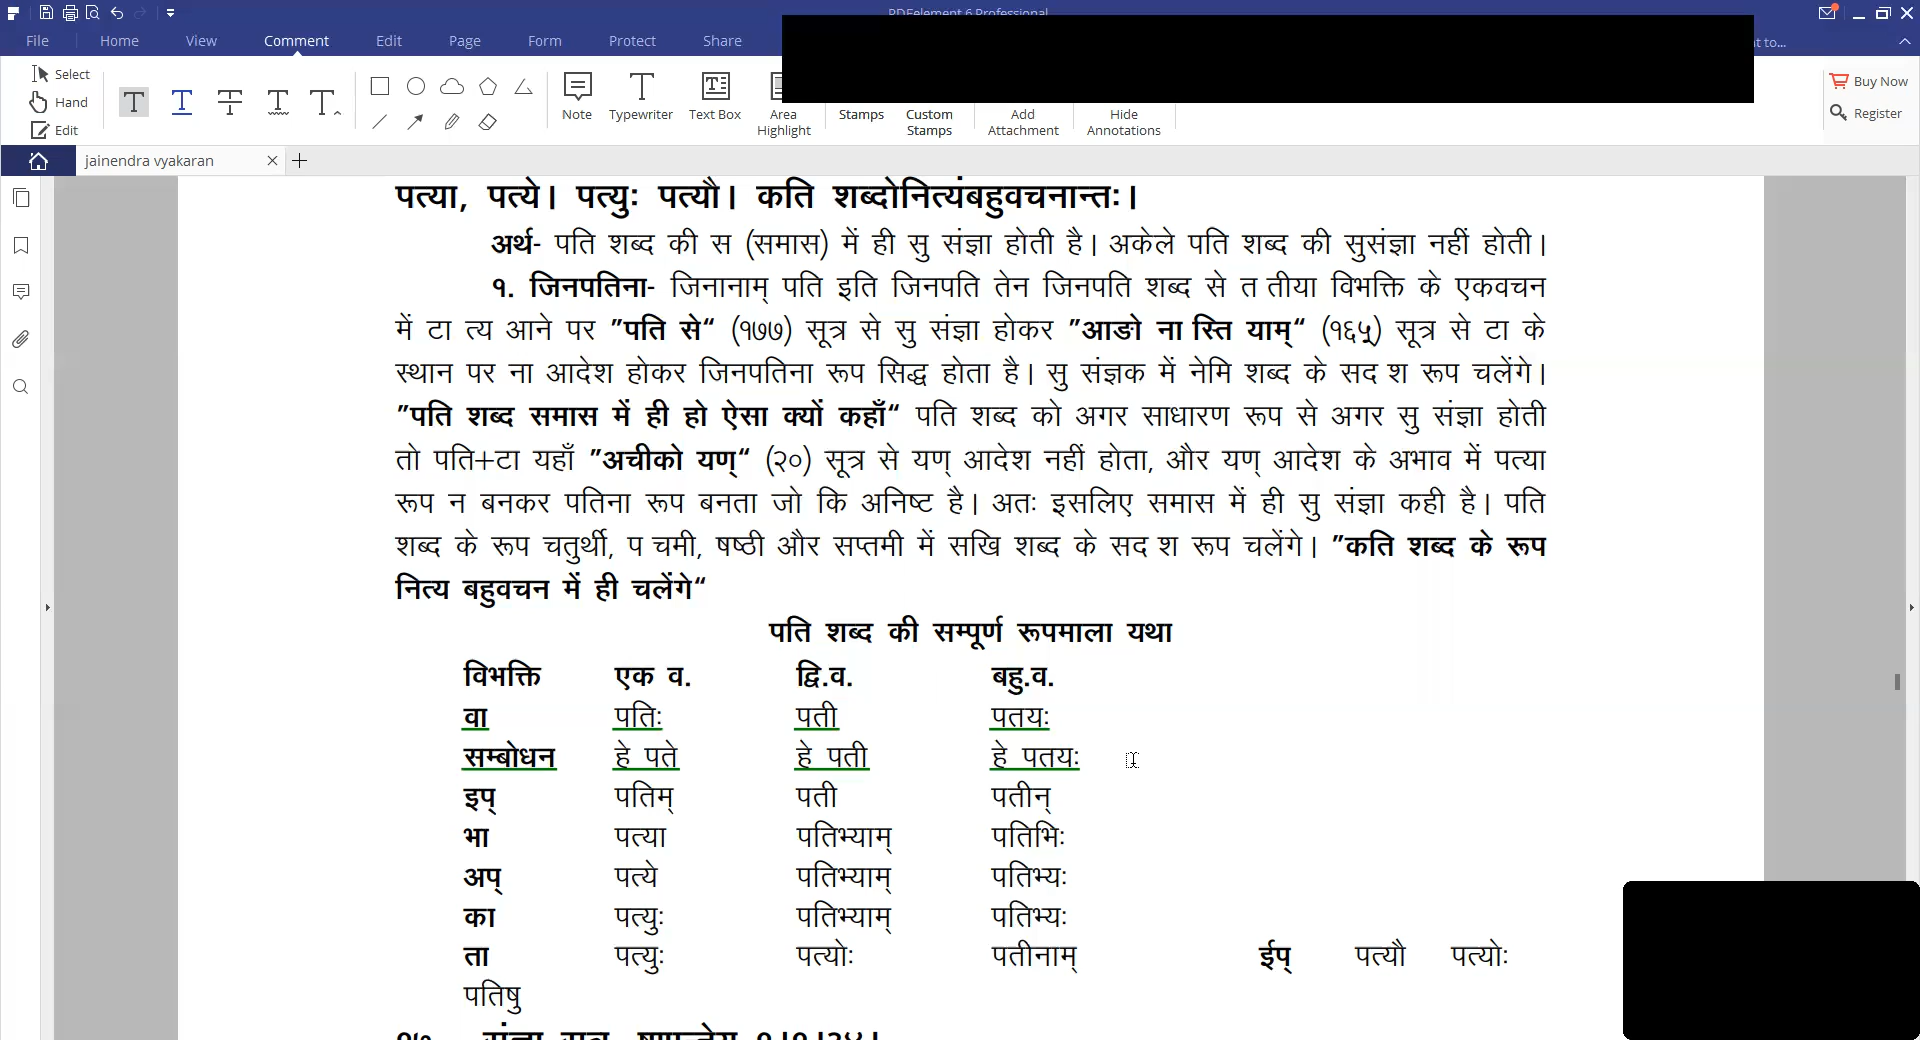 PDFelement 6 Professional
File Home View Comment Edit Page Form Protect Share t to...
Select
Hand
Edit
Note Typewriter Text Box Area Highlight Stamps Custom Stamps Add Attachment Hide Annotations
Buy Now
Register
jainendra vyakaran
पत्या, पत्ये। पत्युः पत्यौ। कति शब्दोनित्यंबहुवचनान्तः।
अर्थ- पति शब्द की स (समास) में ही सु संज्ञा होती है। अकेले पति शब्द की सुसंज्ञा नहीं होती।
१. जिनपतिना- जिनानाम् पति इति जिनपति तेन जिनपति शब्द से त तीया विभक्ति के एकवचन
में टा त्य आने पर ”पति से“ (१७७) सूत्र से सु संज्ञा होकर ”आङो ना स्ति याम्“ (१६५) सूत्र से टा के
स्थान पर ना आदेश होकर जिनपतिना रूप सिद्ध होता है। सु संज्ञक में नेमि शब्द के सद श रूप चलेंगे।
”पति शब्द समास में ही हो ऐसा क्यों कहाँ“ पति शब्द को अगर साधारण रूप से अगर सु संज्ञा होती
तो पति+टा यहाँ ”अचीको यण्“ (२०) सूत्र से यण् आदेश नहीं होता, और यण् आदेश के अभाव में पत्या
रूप न बनकर पतिना रूप बनता जो कि अनिष्ट है। अतः इसलिए समास में ही सु संज्ञा कही है। पति
शब्द के रूप चतुर्थी, प चमी, षष्ठी और सप्तमी में सखि शब्द के सद श रूप चलेंगे। ”कति शब्द के रूप
नित्य बहुवचन में ही चलेंगे“
पति शब्द की सम्पूर्ण रूपमाला यथा
विभक्ति एक व. द्वि.व. बहु.व.
वा पतिः पती पतयः
सम्बोधन हे पते हे पती हे पतयः
इप् पतिम् पती पतीन्
भा पत्या पतिभ्याम् पतिभिः
अप् पत्ये पतिभ्याम् पतिभ्यः
का पत्युः पतिभ्याम् पतिभ्यः
ता पत्युः पत्योः पतीनाम् ईप् पत्यौ पत्योः
पतिषु